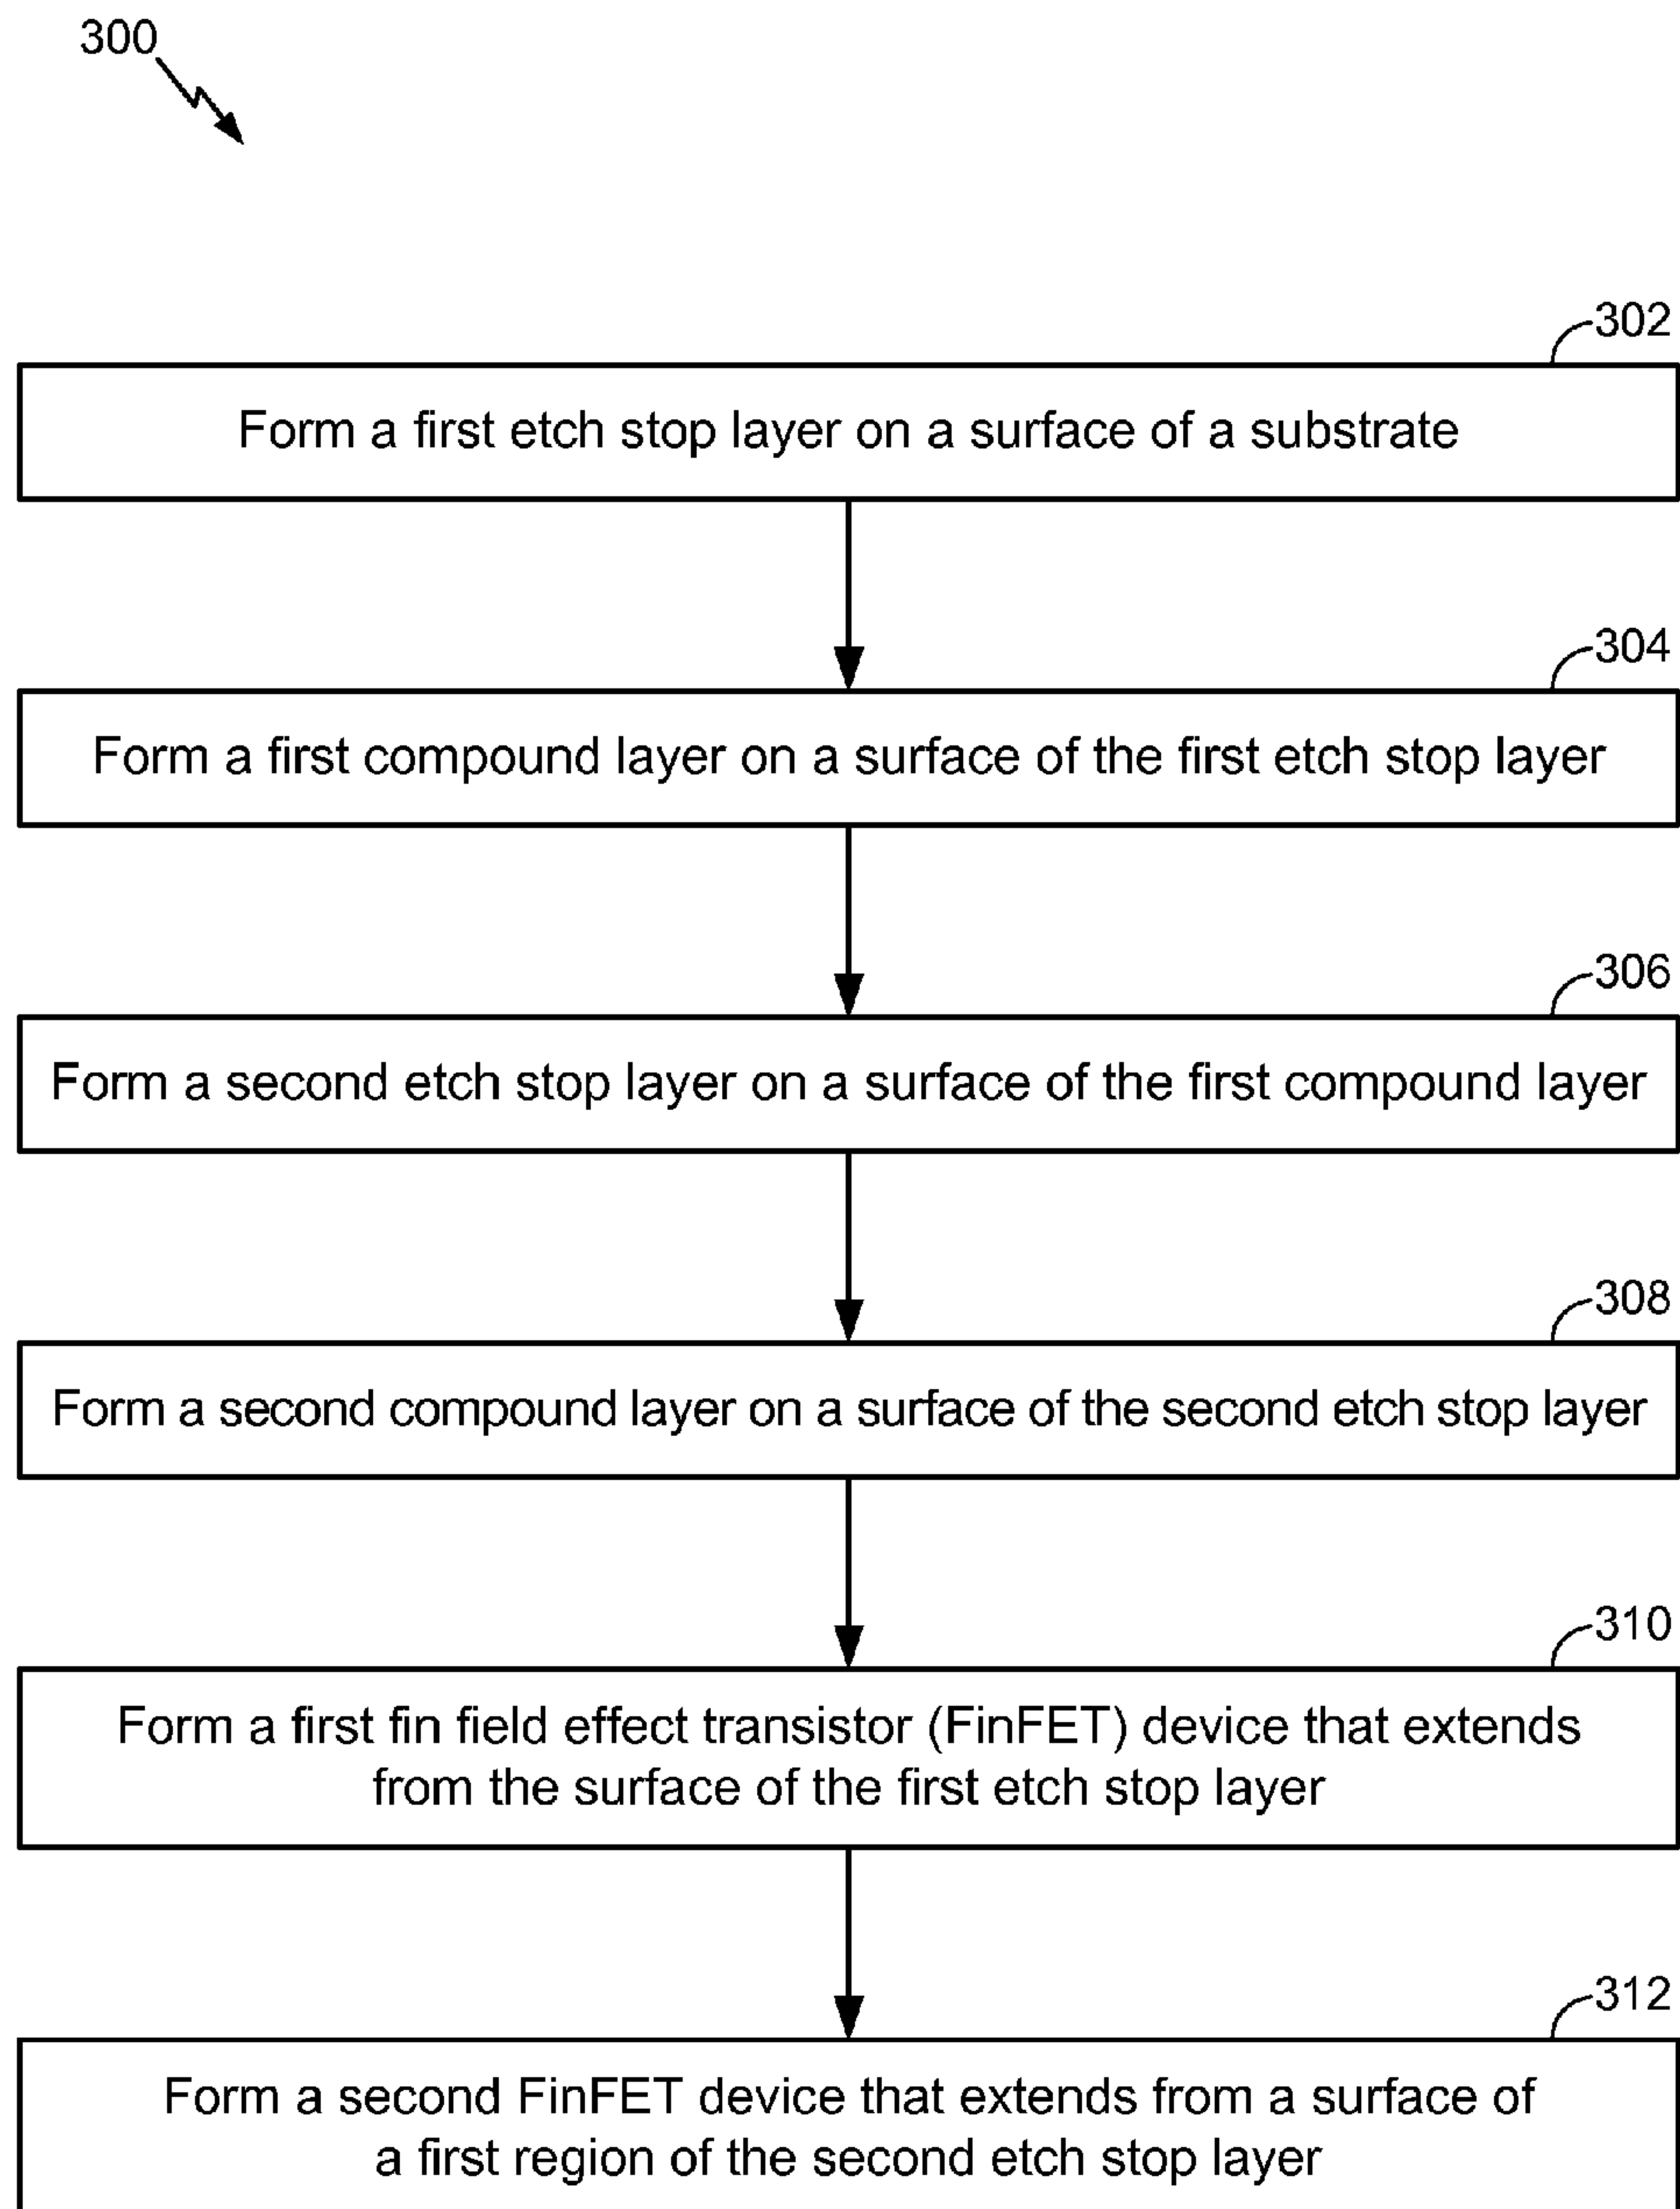 300
302
Form a first etch stop layer on a surface of a substrate
304
Form a first compound layer on a surface of the first etch stop layer
306
Form a second etch stop layer on a surface of the first compound layer
308
Form a second compound layer on a surface of the second etch stop layer
310
Form a first fin field effect transistor (FinFET) device that extends
from the surface of the first etch stop layer
312
Form a second FinFET device that extends from a surface of
a first region of the second etch stop layer